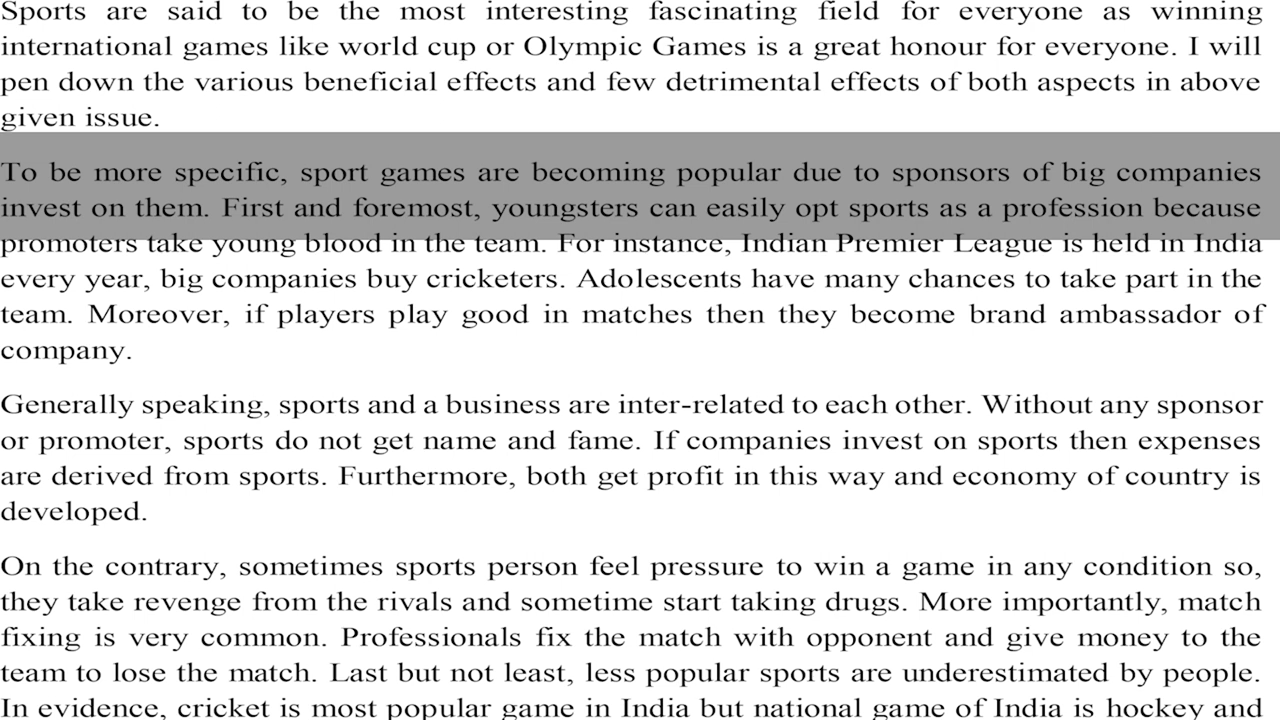 Sports are said to be the most interesting fascinating field for everyone as winning
international games like world cup or Olympic Games is a great honour for everyone. I will
pen down the various beneficial effects and few detrimental effects of both aspects in above
given issue.
To be more specific, sport games are becoming popular due to sponsors of big companies
invest on them. First and foremost, youngsters can easily opt sports as a profession because
promoters take young blood in the team. For instance, Indian Premier League is held in India
every year, big companies buy cricketers. Adolescents have many chances to take part in the
team. Moreover, if players play good in matches then they become brand ambassador of
company.
Generally speaking, sports and a business are inter-related to each other. Without any sponsor
or promoter, sports do not get name and fame. If companies invest on sports then expenses
are derived from sports. Furthermore, both get profit in this way and economy of country is
developed.
On the contrary, sometimes sports person feel pressure to win a game in any condition so,
they take revenge from the rivals and sometime start taking drugs. More importantly, match
fixing is very common. Professionals fix the match with opponent and give money to the
team to lose the match. Last but not least, less popular sports are underestimated by people.
In evidence, cricket is most popular game in India but national game of India is hockey and